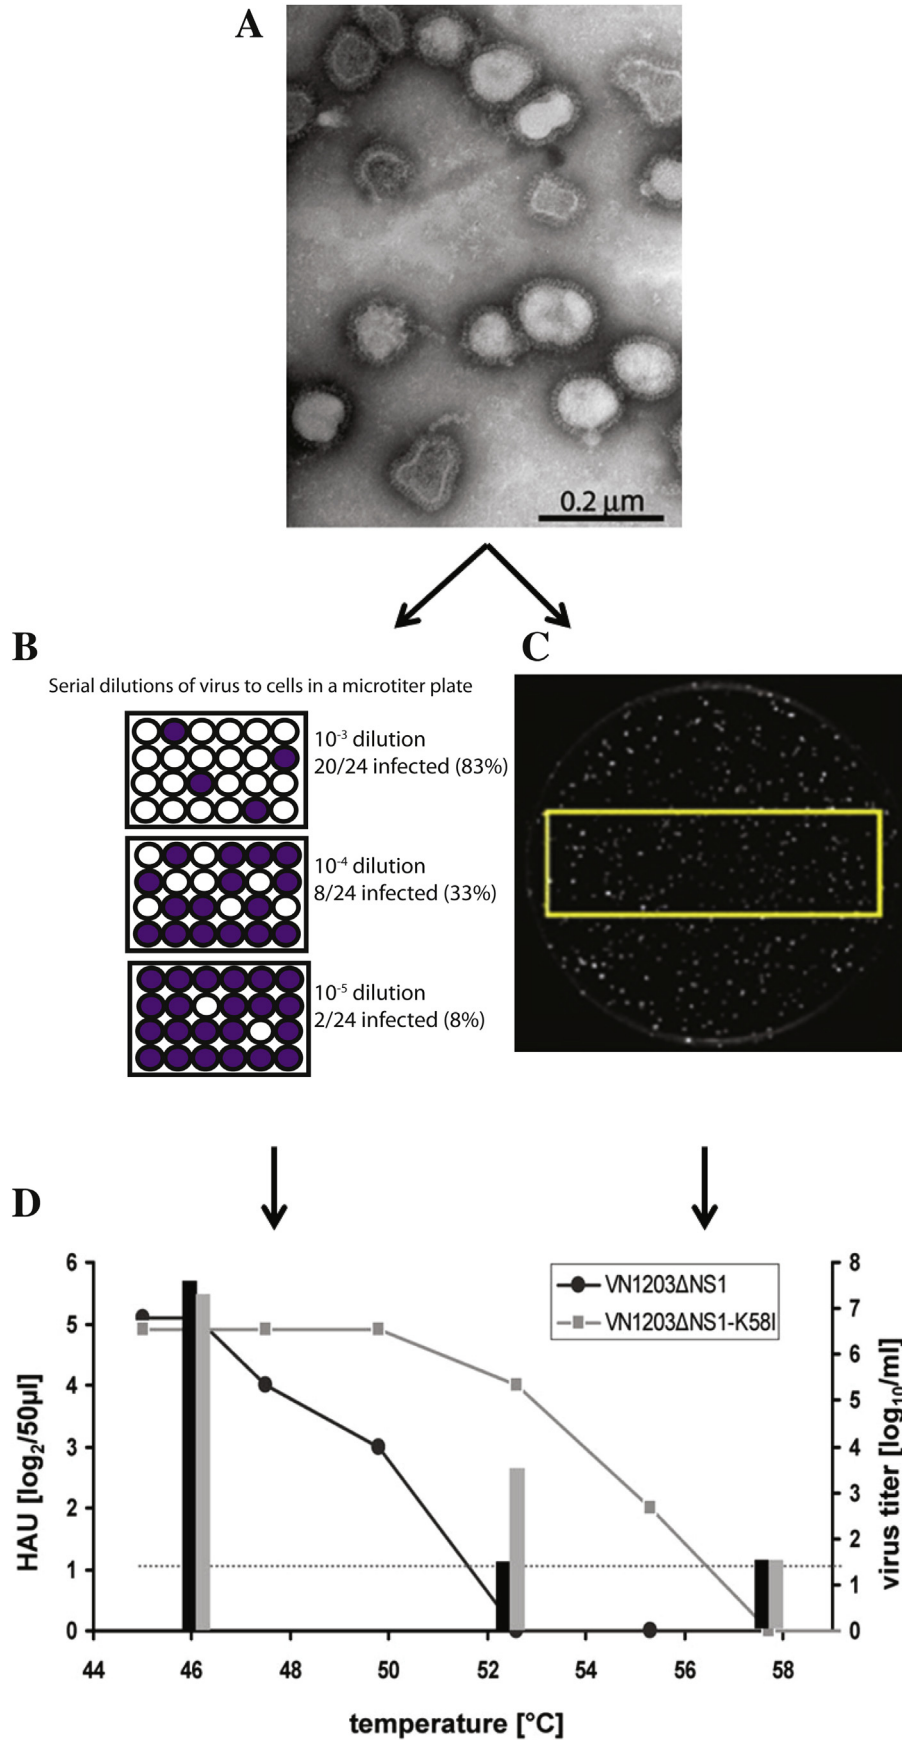 A
0.2 µm
B
C
Serial dilutions of virus to cells in a microtiter plate
10⁻³ dilution
20/24 infected (83%)
10⁻⁴ dilution
8/24 infected (33%)
10⁻⁵ dilution
2/24 infected (8%)
D
HAU [log₂/50µl]
6
5
4
3
2
1
0
VN1203ΔNS1
VN1203ΔNS1-K58I
8
7
6
5
4
3
2
1
0
virus titer [log₁₀/ml]
44 46 48 50 52 54 56 58
temperature [°C]